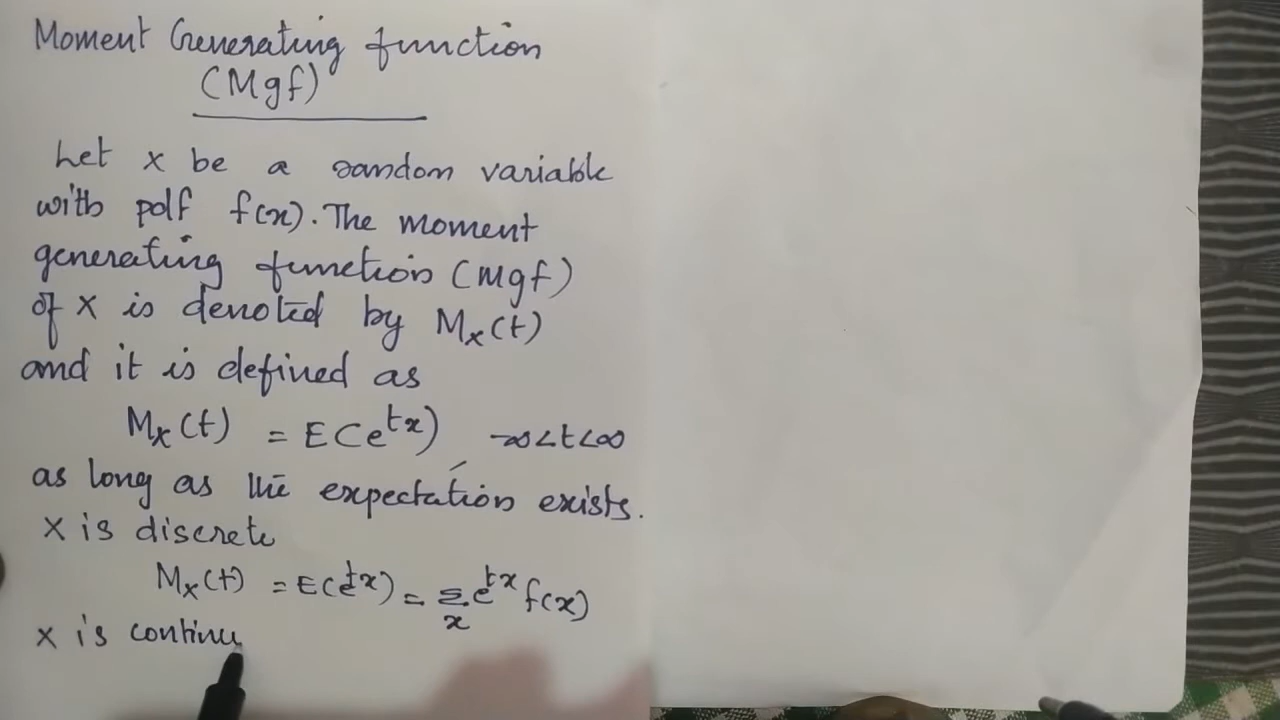 Moment Generating function
(Mgf)
Let x be a random variable
with pdf f(x). The moment
generating function (Mgf)
of X is denoted by Mx(t)
and it is defined as
Mx(t) = E(e^tx) -∞<t<∞
as long as the expectation exists.
X is discrete
Mx(t) = E(e^tx) = Σ_x e^tx f(x)
X is continu